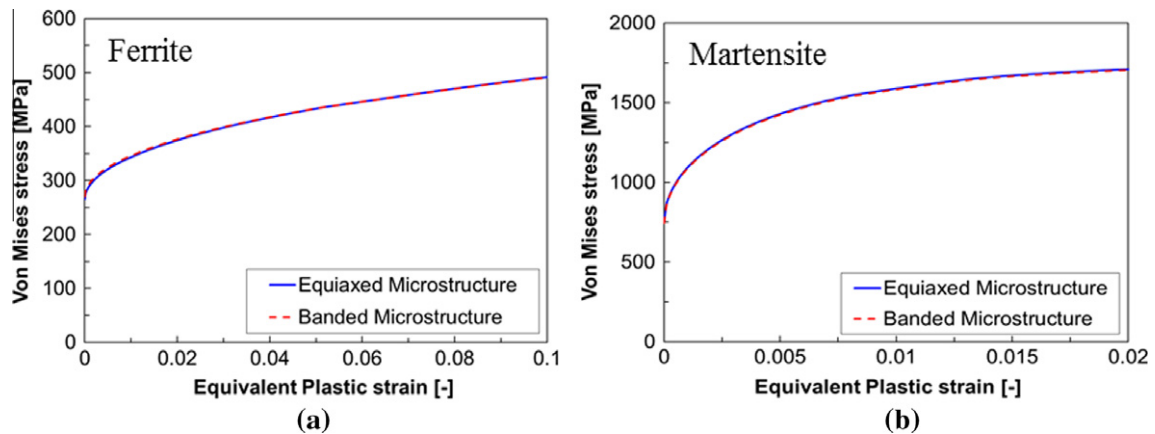 Ferrite
Von Mises stress [MPa]
600
500
400
300
200
100
0
Equiaxed Microstructure
Banded Microstructure
0 0.02 0.04 0.06 0.08 0.1
Equivalent Plastic strain [-]
(a)
Martensite
Von Mises stress [MPa]
2000
1500
1000
500
0
Equiaxed Microstructure
Banded Microstructure
0 0.005 0.01 0.015 0.02
Equivalent Plastic strain [-]
(b)